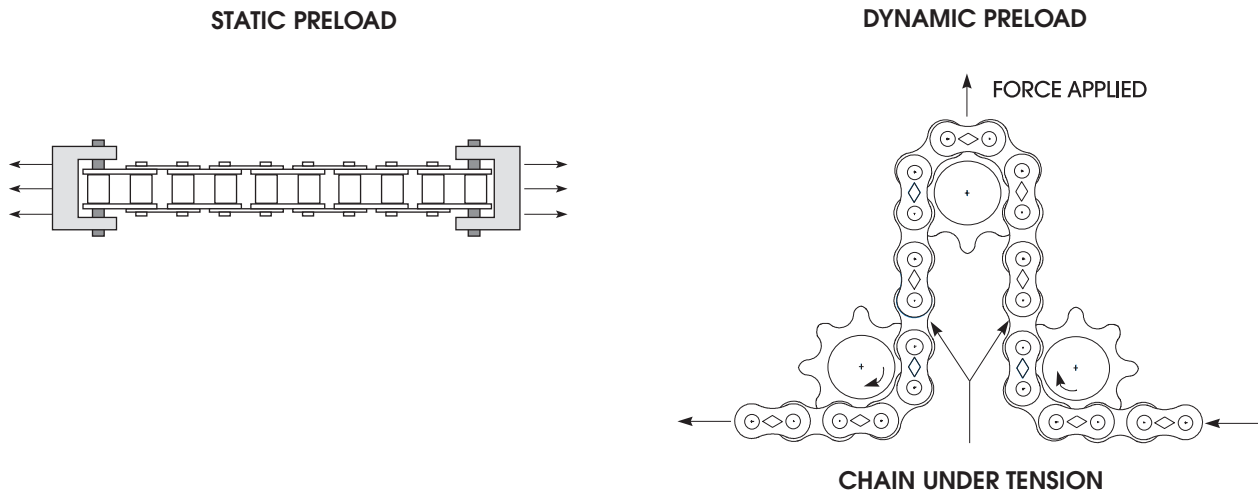 STATIC PRELOAD
DYNAMIC PRELOAD
FORCE APPLIED
CHAIN UNDER TENSION